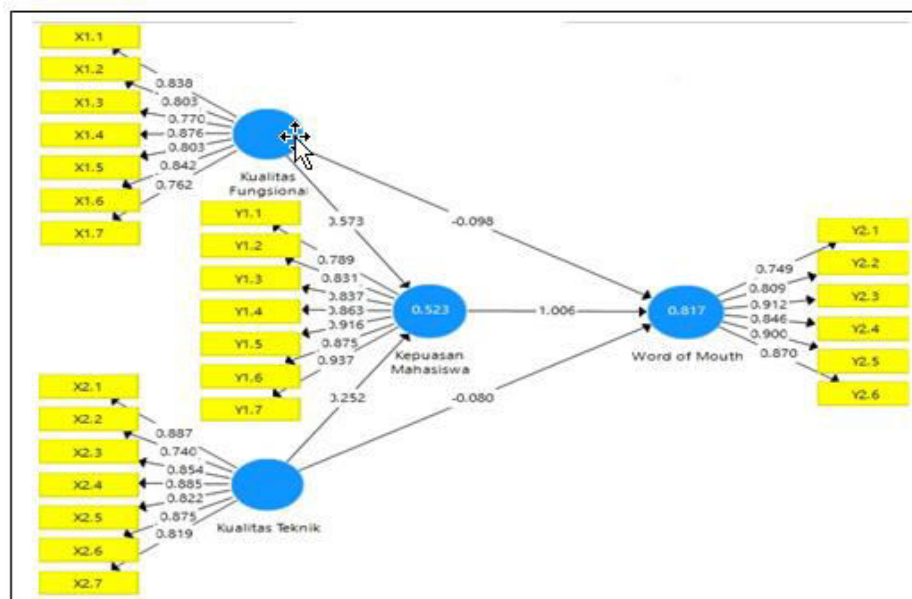 X1.1
X1.2
X1.3
X1.4
X1.5
X1.6
X1.7
0.838
0.803
0.770
0.876
0.803
0.842
0.762
Kualitas
Fungsional
0.573
-0.098
Y1.1
Y1.2
Y1.3
Y1.4
Y1.5
Y1.6
Y1.7
0.789
0.831
0.837
0.863
0.916
0.875
0.937
0.523
Kepuasan
Mahasiswa
1.006
0.817
Word of Mouth
0.749
0.809
0.912
0.846
0.900
0.870
Y2.1
Y2.2
Y2.3
Y2.4
Y2.5
Y2.6
0.252
-0.080
X2.1
X2.2
X2.3
X2.4
X2.5
X2.6
X2.7
0.887
0.740
0.854
0.885
0.822
0.875
0.819
Kualitas Teknik